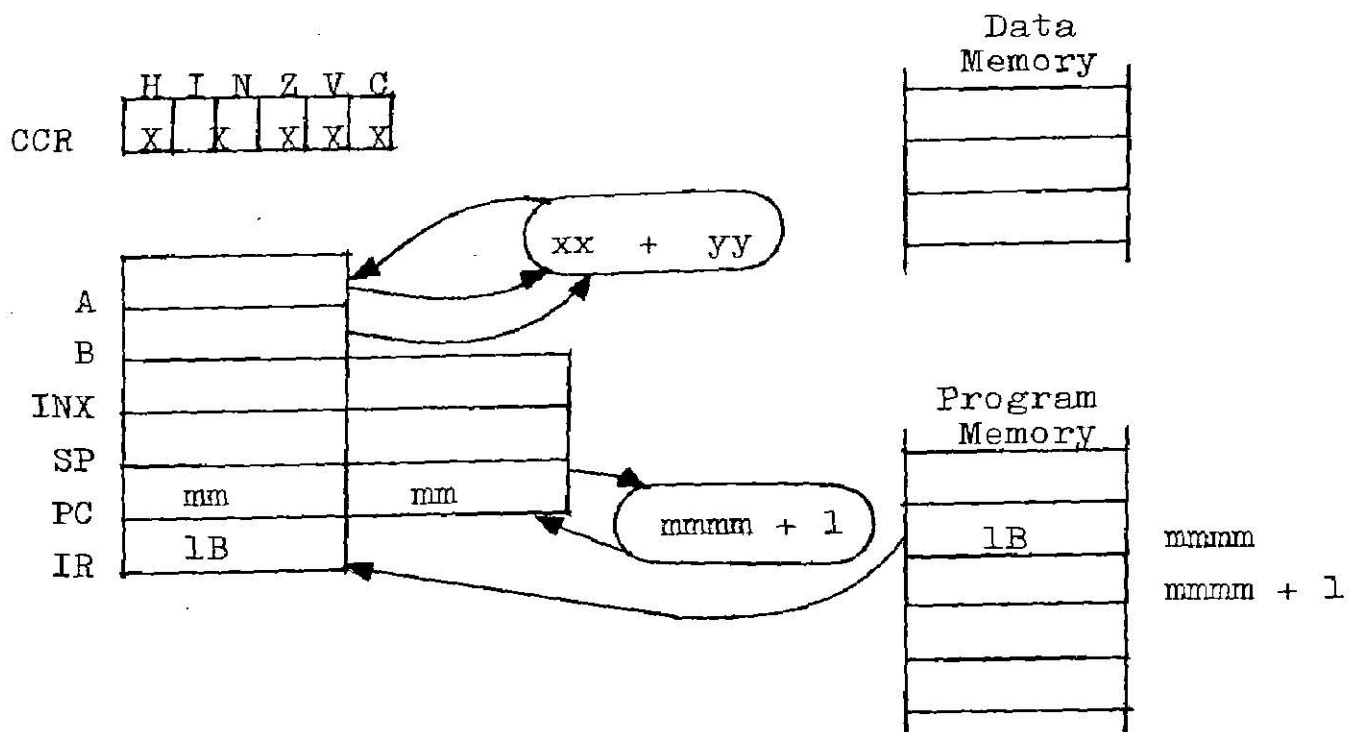 Data
Memory
H I N Z V C
CCR X X X X X
xx + yy
A
B
INX
Program
Memory
SP
PC mm mm
mmmm + 1
1B mmmm
IR 1B
mmmm + 1